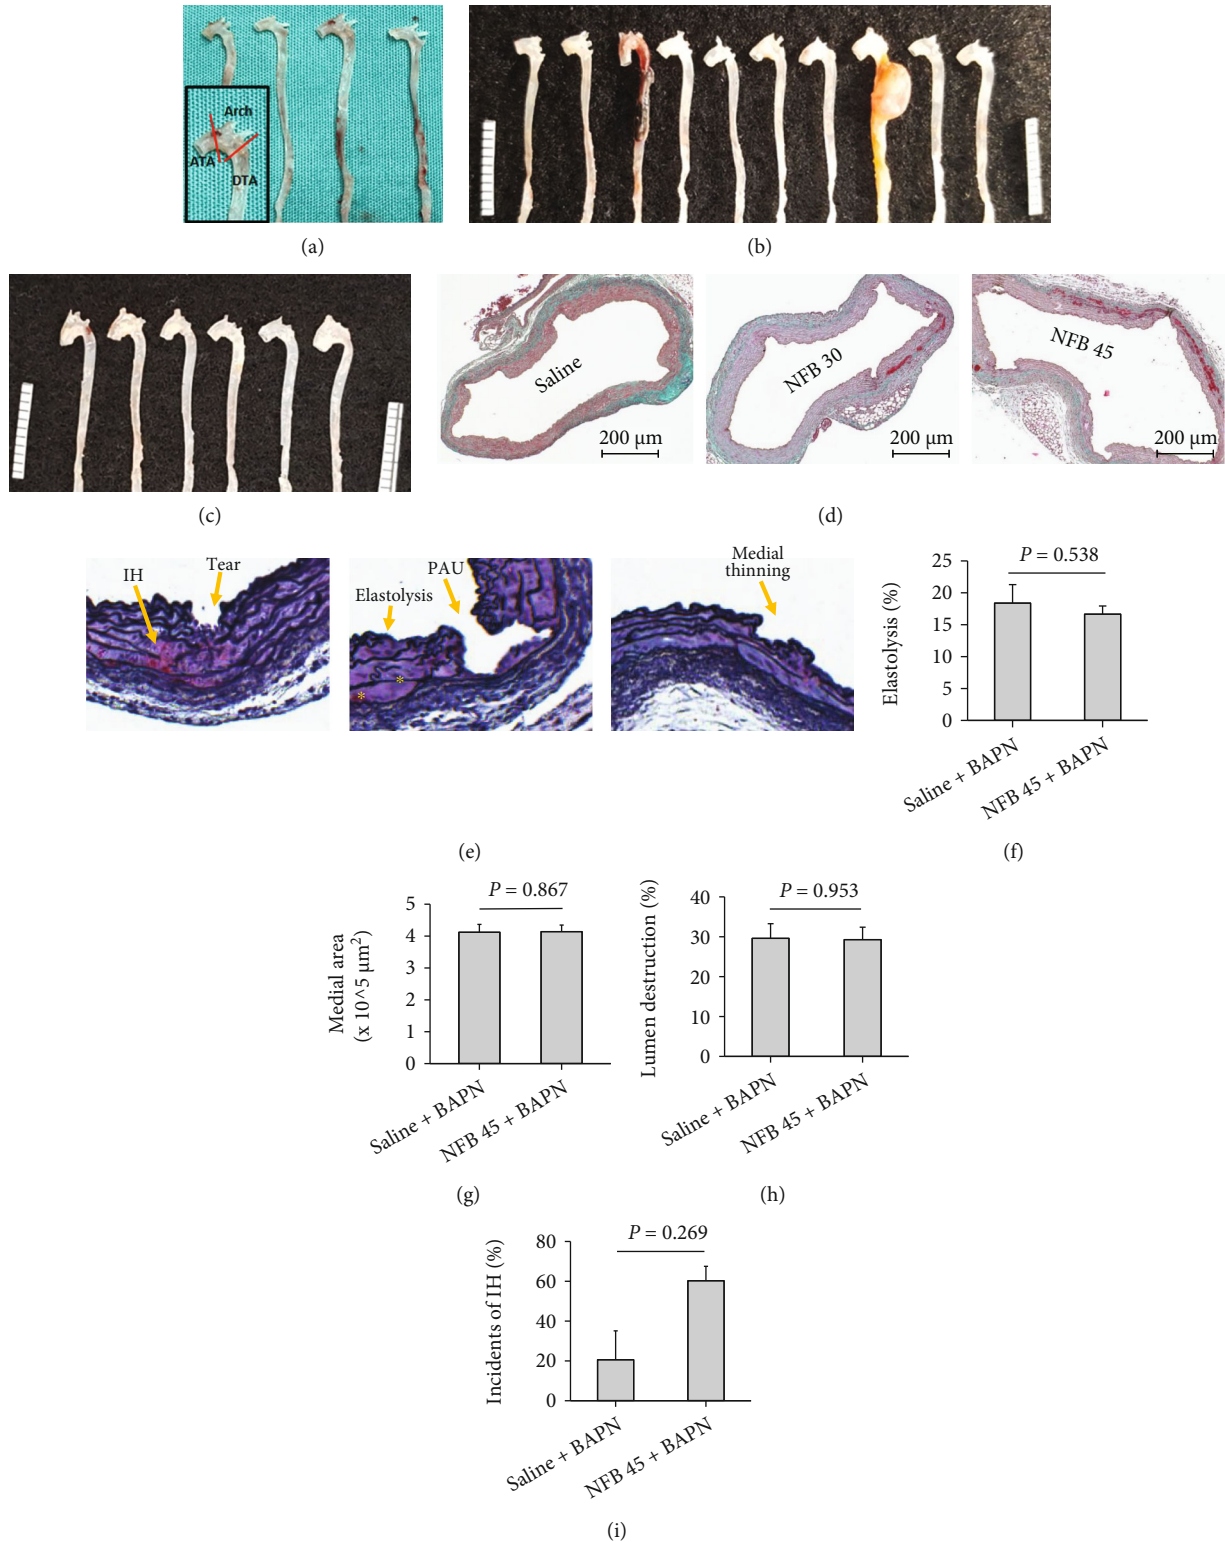 Arch
ATA
DTA
(a)
(b)
(c)
Saline
200 μm
NFB 30
200 μm
NFB 45
200 μm
(d)
IH
Tear
Elastolysis
PAU
*
*
Medial
thinning
(e)
P = 0.538
Elastolysis (%)
25
20
15
10
5
0
Saline + BAPN
NFB 45 + BAPN
(f)
P = 0.867
Medial area
(x 10^5 μm²)
5
4
3
2
1
0
Saline + BAPN
NFB 45 + BAPN
(g)
P = 0.953
Lumen destruction (%)
40
30
20
10
0
Saline + BAPN
NFB 45 + BAPN
(h)
P = 0.269
Incidents of IH (%)
80
60
40
20
0
Saline + BAPN
NFB 45 + BAPN
(i)